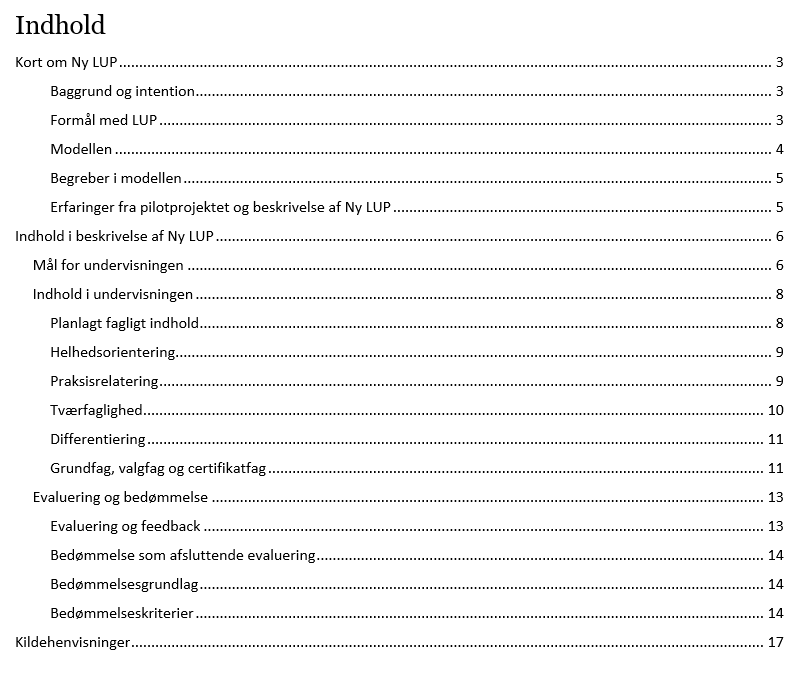 Indhold
Kort om Ny LUP 3
Baggrund og intention 3
Formål med LUP 3
Modellen 4
Begreber i modellen 5
Erfaringer fra pilotprojektet og beskrivelse af Ny LUP 5
Indhold i beskrivelse af Ny LUP 6
Mål for undervisningen 6
Indhold i undervisningen 8
Planlagt fagligt indhold 8
Helhedsorientering 9
Praksisrelatering 9
Tværfaglighed 10
Differentiering 11
Grundfag, valgfag og certifikatfag 11
Evaluering og bedømmelse 13
Evaluering og feedback 13
Bedømmelse som afsluttende evaluering 14
Bedømmelsesgrundlag 14
Bedømmelseskriterier 14
Kildehenvisninger 17